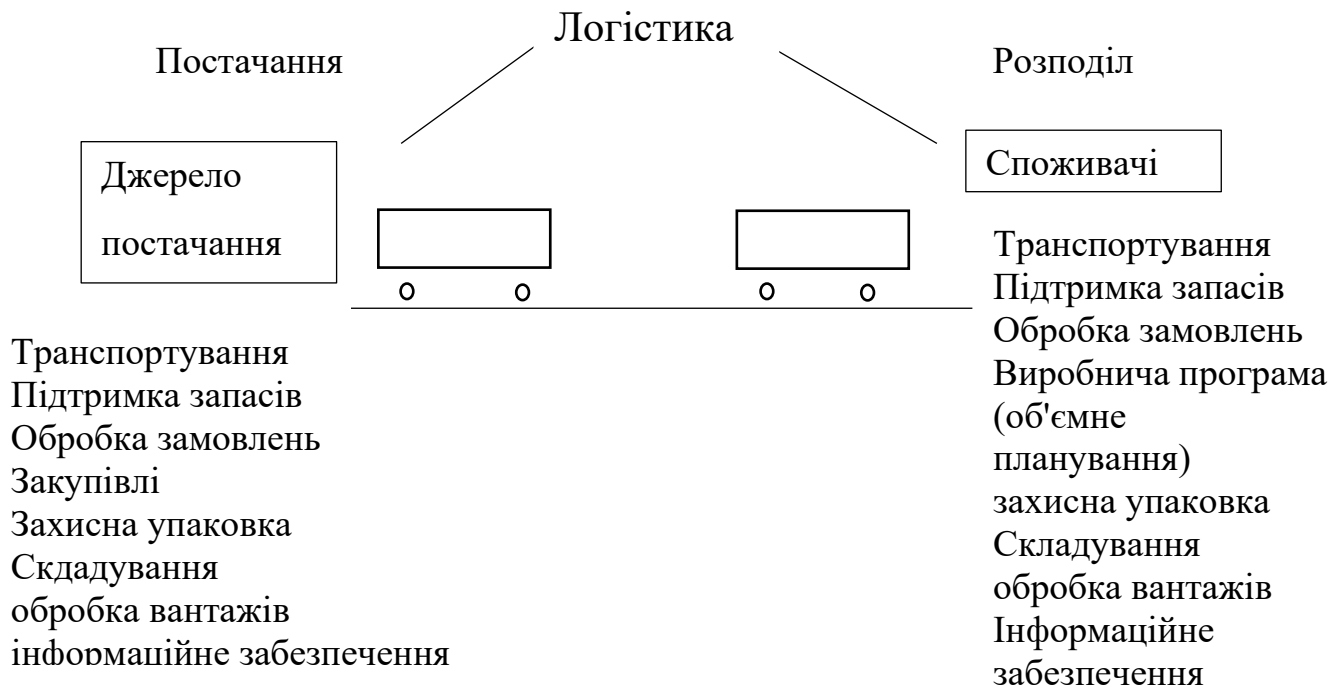 Логістика
Постачання
Розподіл
Джерело
постачання
Споживачі
Транспортування
Підтримка запасів
Обробка замовлень
Закупівлі
Захисна упаковка
Скдадування
обробка вантажів
інформаційне забезпечення
Транспортування
Підтримка запасів
Обробка замовлень
Виробнича програма
(об'ємне
планування)
захисна упаковка
Складування
обробка вантажів
Інформаційне
забезпечення